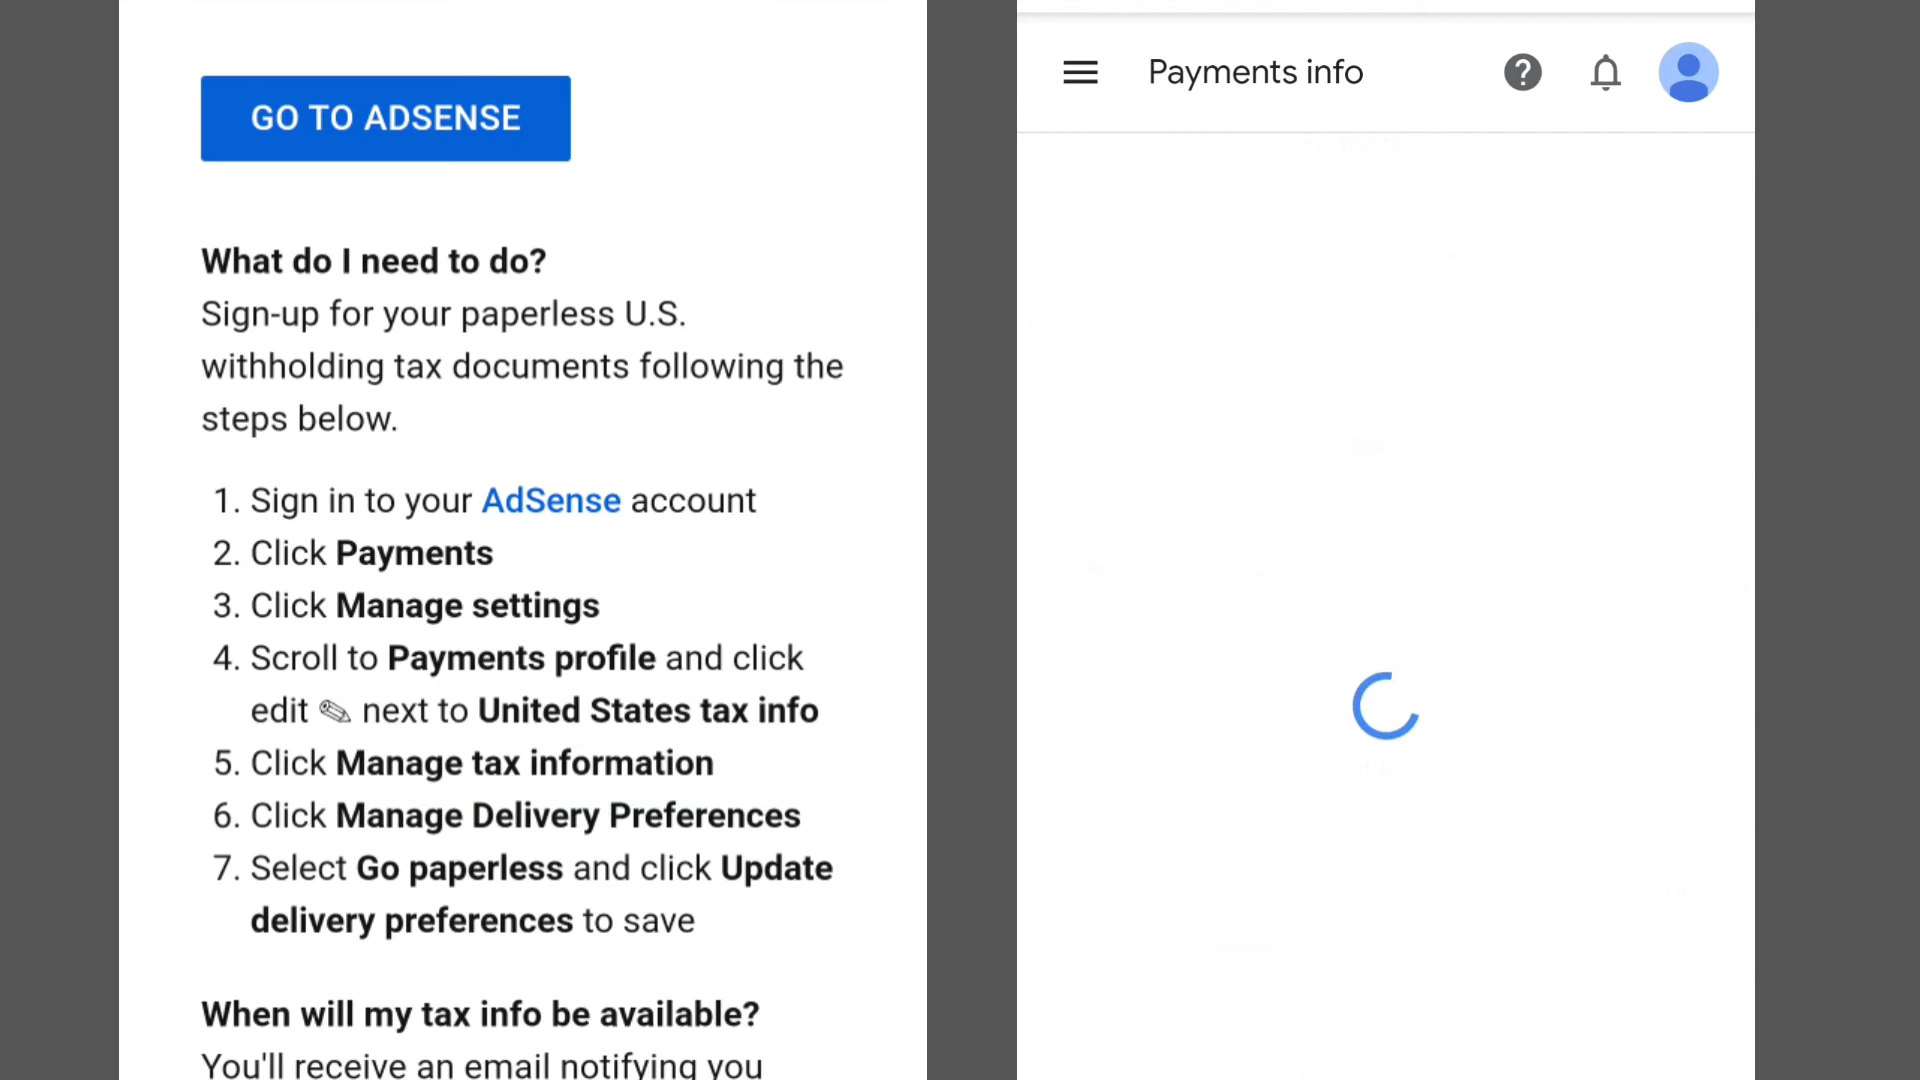 GO TO ADSENSE
What do I need to do?
Sign-up for your paperless U.S.
withholding tax documents following the
steps below.
1. Sign in to your AdSense account
2. Click Payments
3. Click Manage settings
4. Scroll to Payments profile and click
edit ✎ next to United States tax info
5. Click Manage tax information
6. Click Manage Delivery Preferences
7. Select Go paperless and click Update
delivery preferences to save
When will my tax info be available?
You'll receive an email notifying you
Payments info